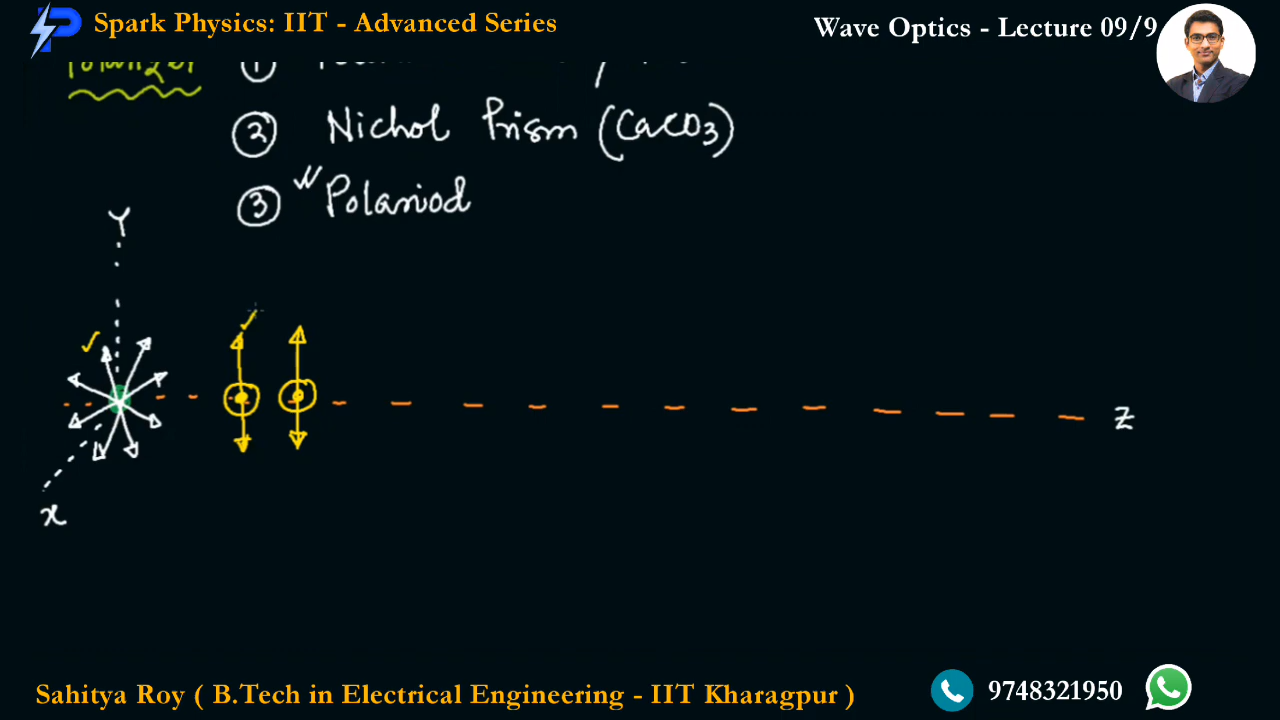 Spark Physics: IIT - Advanced Series
Wave Optics - Lecture 09/9
①
② Nichol Prism (CaCO3)
③ Polariod
Y
Z
x
Sahitya Roy ( B.Tech in Electrical Engineering - IIT Kharagpur )
9748321950